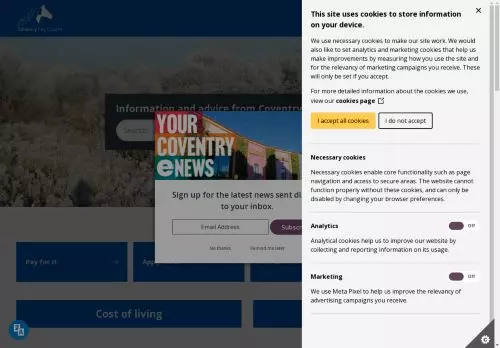 Coventry City Council
Information and advice from Coventry
Search
YOUR
COVENTRY
eNEWS
Sign up for the latest news sent di
to your inbox.
Email Address
Subsc
No thanks
Remind me later
Pay for it
App
Cost of living
This site uses cookies to store information
on your device.
We use necessary cookies to make our site work. We would
also like to set analytics and marketing cookies that help us
make improvements by measuring how you use the site and
for the relevancy of marketing campaigns you receive. These
will only be set if you accept.
For more detailed information about the cookies we use,
view our cookies page
I accept all cookies
I do not accept
Necessary cookies
Necessary cookies enable core functionality such as page
navigation and access to secure areas. The website cannot
function properly without these cookies, and can only be
disabled by changing your browser preferences.
Analytics
Off
Analytical cookies help us to improve our website by
collecting and reporting information on its usage.
Marketing
Off
We use Meta Pixel to help us improve the relevancy of
advertising campaigns you receive.